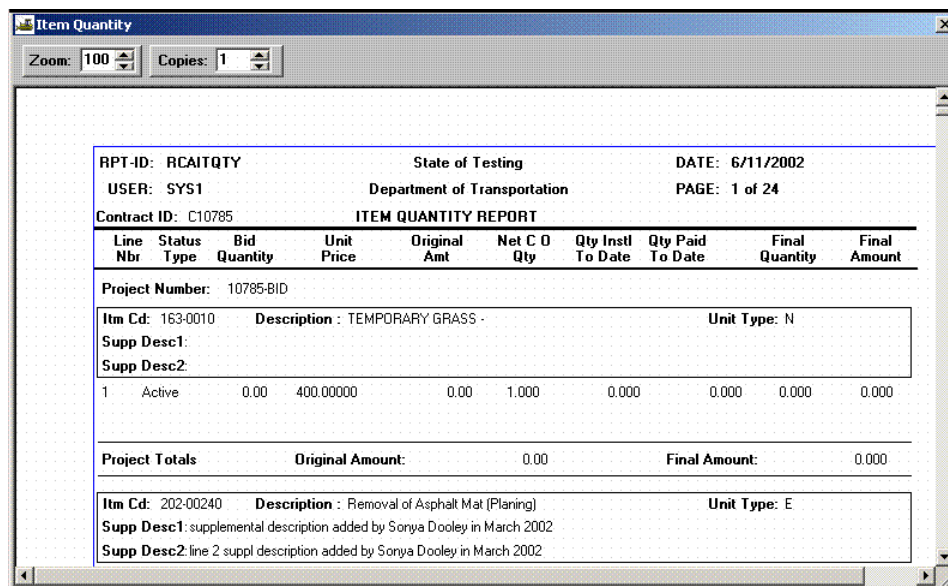 Item Quantity
Zoom: 100 Copies: 1
RPT-ID: RCAITQTY State of Testing DATE: 6/11/2002
USER: SYS1 Department of Transportation PAGE: 1 of 24
Contract ID: C10785 ITEM QUANTITY REPORT
Line Status Bid Unit Original Net C O Qty Instl Qty Paid Final Final
Nbr Type Quantity Price Amt Qty To Date To Date Quantity Amount
Project Number: 10785-BID
Itm Cd: 163-0010 Description : TEMPORARY GRASS - Unit Type: N
Supp Desc1:
Supp Desc2:
1 Active 0.00 400.00000 0.00 1.000 0.000 0.000 0.000 0.000
Project Totals Original Amount: 0.00 Final Amount: 0.000
Itm Cd: 202-00240 Description : Removal of Asphalt Mat (Planing) Unit Type: E
Supp Desc1: supplemental description added by Sonya Dooley in March 2002
Supp Desc2: line 2 suppl description added by Sonya Dooley in March 2002